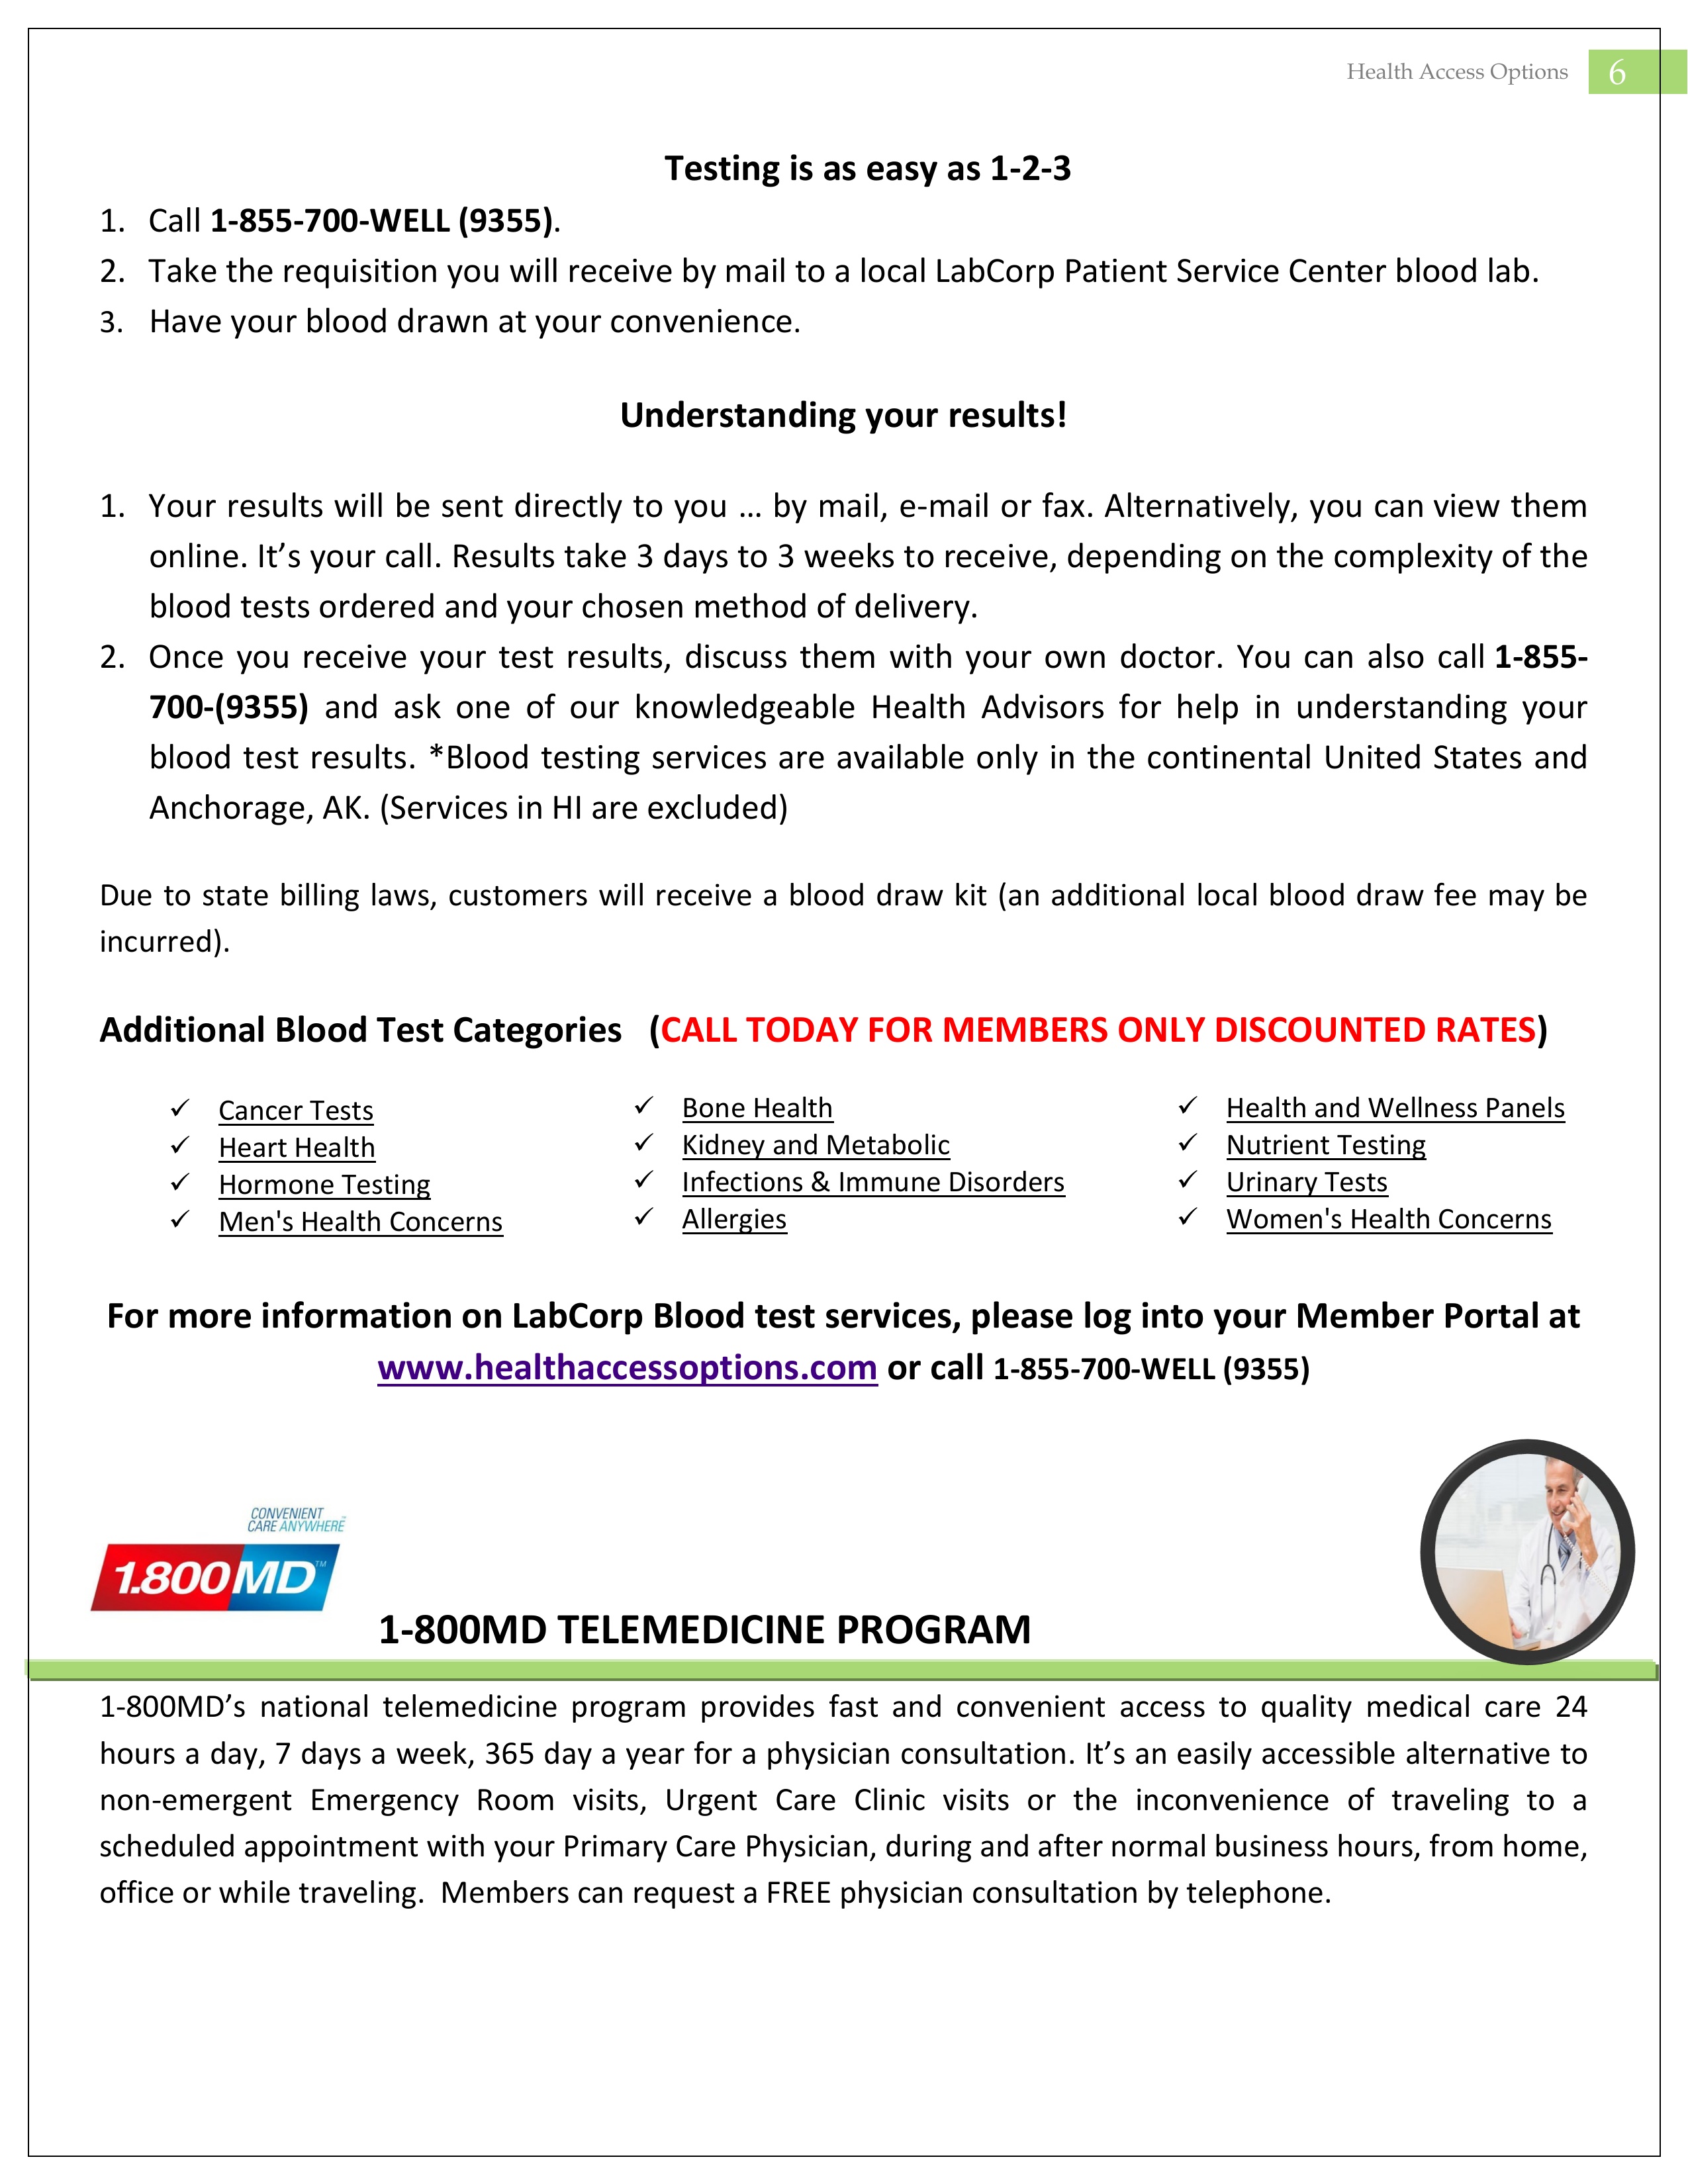 Health Access Options 6
Testing is as easy as 1-2-3
1. Call 1-855-700-WELL (9355).
2. Take the requisition you will receive by mail to a local LabCorp Patient Service Center blood lab.
3. Have your blood drawn at your convenience.
Understanding your results!
1. Your results will be sent directly to you … by mail, e-mail or fax. Alternatively, you can view them
online. It’s your call. Results take 3 days to 3 weeks to receive, depending on the complexity of the
blood tests ordered and your chosen method of delivery.
2. Once you receive your test results, discuss them with your own doctor. You can also call 1-855-
700-(9355) and ask one of our knowledgeable Health Advisors for help in understanding your
blood test results. *Blood testing services are available only in the continental United States and
Anchorage, AK. (Services in HI are excluded)
Due to state billing laws, customers will receive a blood draw kit (an additional local blood draw fee may be
incurred).
Additional Blood Test Categories (CALL TODAY FOR MEMBERS ONLY DISCOUNTED RATES)
✓ Cancer Tests
✓ Heart Health
✓ Hormone Testing
✓ Men's Health Concerns
✓ Bone Health
✓ Kidney and Metabolic
✓ Infections & Immune Disorders
✓ Allergies
✓ Health and Wellness Panels
✓ Nutrient Testing
✓ Urinary Tests
✓ Women's Health Concerns
For more information on LabCorp Blood test services, please log into your Member Portal at
www.healthaccessoptions.com or call 1-855-700-WELL (9355)
CONVENIENT
CARE ANYWHERE™
1.800MD™
1-800MD TELEMEDICINE PROGRAM
1-800MD’s national telemedicine program provides fast and convenient access to quality medical care 24
hours a day, 7 days a week, 365 day a year for a physician consultation. It’s an easily accessible alternative to
non-emergent Emergency Room visits, Urgent Care Clinic visits or the inconvenience of traveling to a
scheduled appointment with your Primary Care Physician, during and after normal business hours, from home,
office or while traveling. Members can request a FREE physician consultation by telephone.